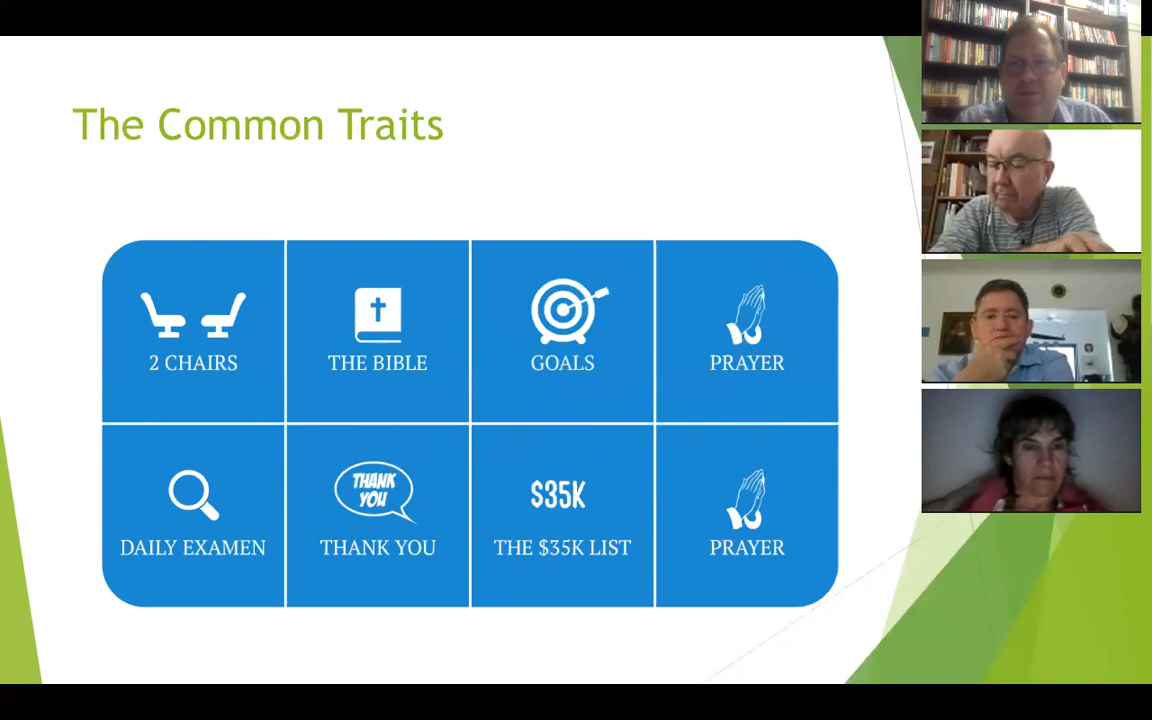 The Common Traits
2 CHAIRS
THE BIBLE
GOALS
PRAYER
THANK
YOU
$35K
DAILY EXAMEN
THANK YOU
THE $35K LIST
PRAYER